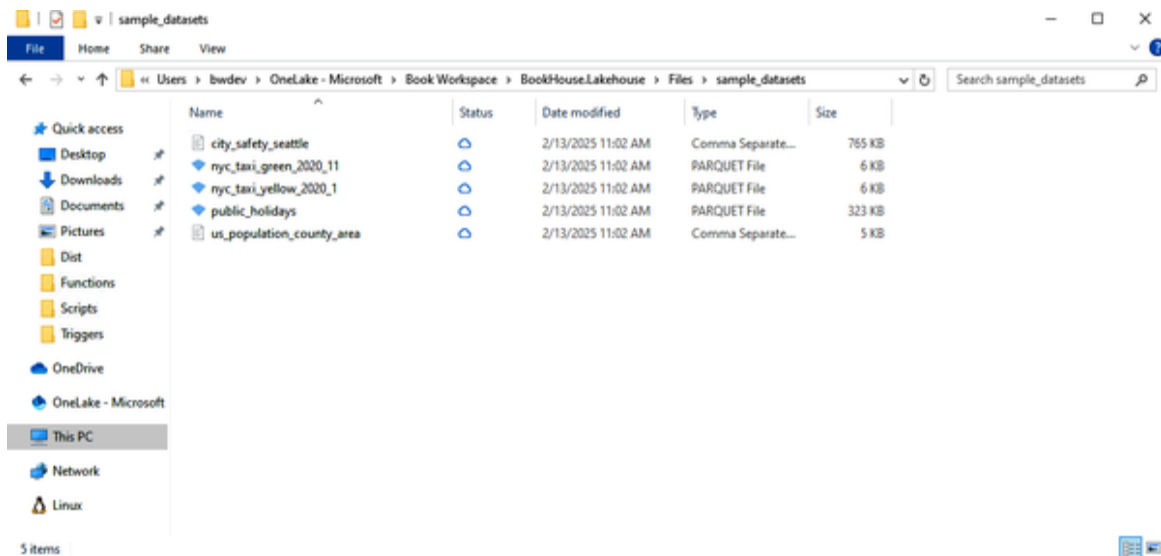 sample_datasets
File Home Share View
« Users › bwdev › OneLake - Microsoft › Book Workspace › BookHouse.Lakehouse › Files › sample_datasets
Search sample_datasets
Name Status Date modified Type Size
city_safety_seattle 2/13/2025 11:02 AM Comma Separate... 765 KB
nyc_taxi_green_2020_11 2/13/2025 11:02 AM PARQUET File 6 KB
nyc_taxi_yellow_2020_1 2/13/2025 11:02 AM PARQUET File 6 KB
public_holidays 2/13/2025 11:02 AM PARQUET File 323 KB
us_population_county_area 2/13/2025 11:02 AM Comma Separate... 5 KB
Quick access
Desktop
Downloads
Documents
Pictures
Dist
Functions
Scripts
Triggers
OneDrive
OneLake - Microsoft
This PC
Network
Linux
5 items